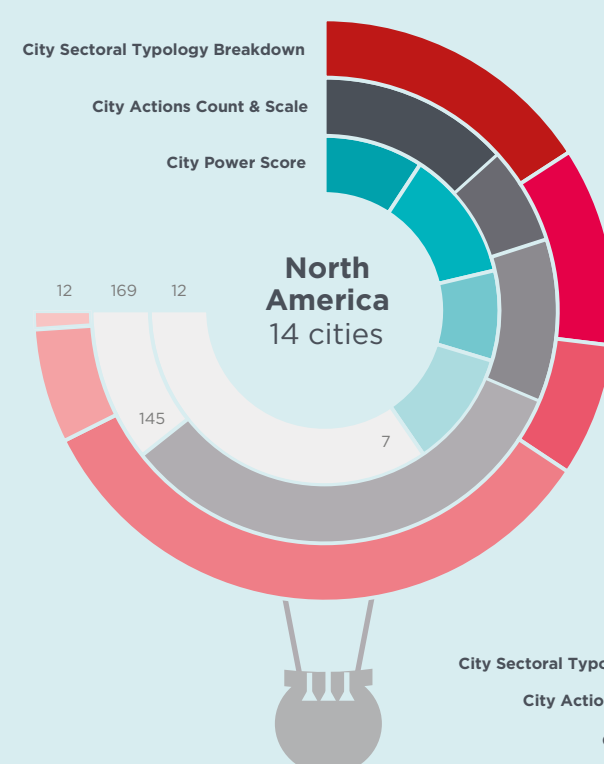 City Sectoral Typology Breakdown
City Actions Count & Scale
City Power Score
North
America
14 cities
12 169 12
145
7
City Sectoral Typo
City Actio